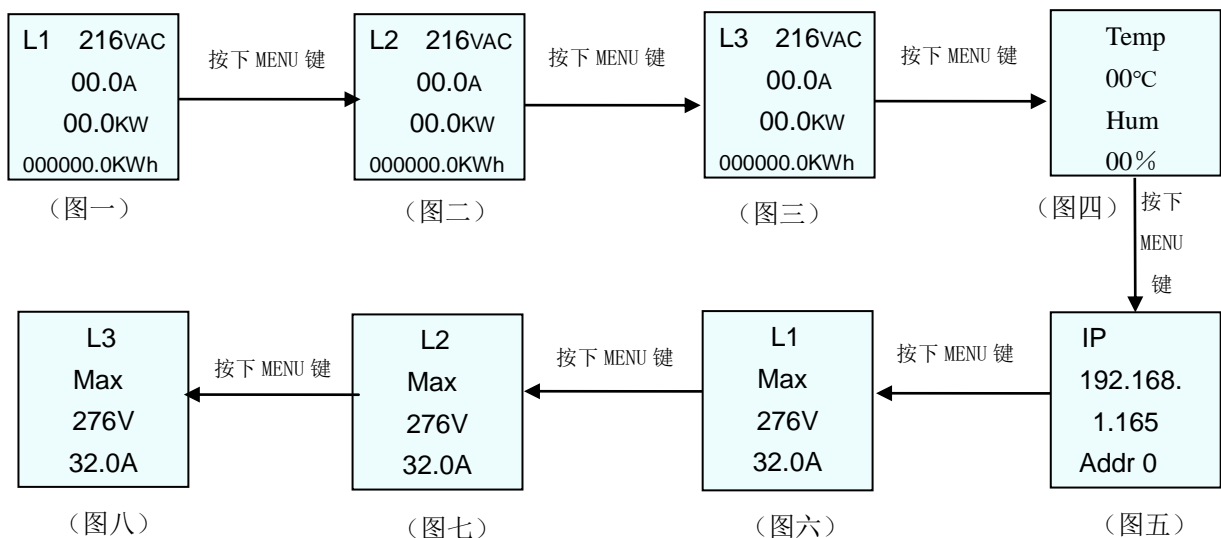 L1 216VAC
00.0A
00.0KW
000000.0KWh
（图一）
按下 MENU 键
L2 216VAC
00.0A
00.0KW
000000.0KWh
（图二）
按下 MENU 键
L3 216VAC
00.0A
00.0KW
000000.0KWh
（图三）
按下 MENU 键
Temp
00℃
Hum
00％
（图四）
按下
MENU
键
IP
192.168.
1.165
Addr 0
（图五）
按下 MENU 键
L1
Max
276V
32.0A
（图六）
按下 MENU 键
L2
Max
276V
32.0A
（图七）
按下 MENU 键
L3
Max
276V
32.0A
（图八）